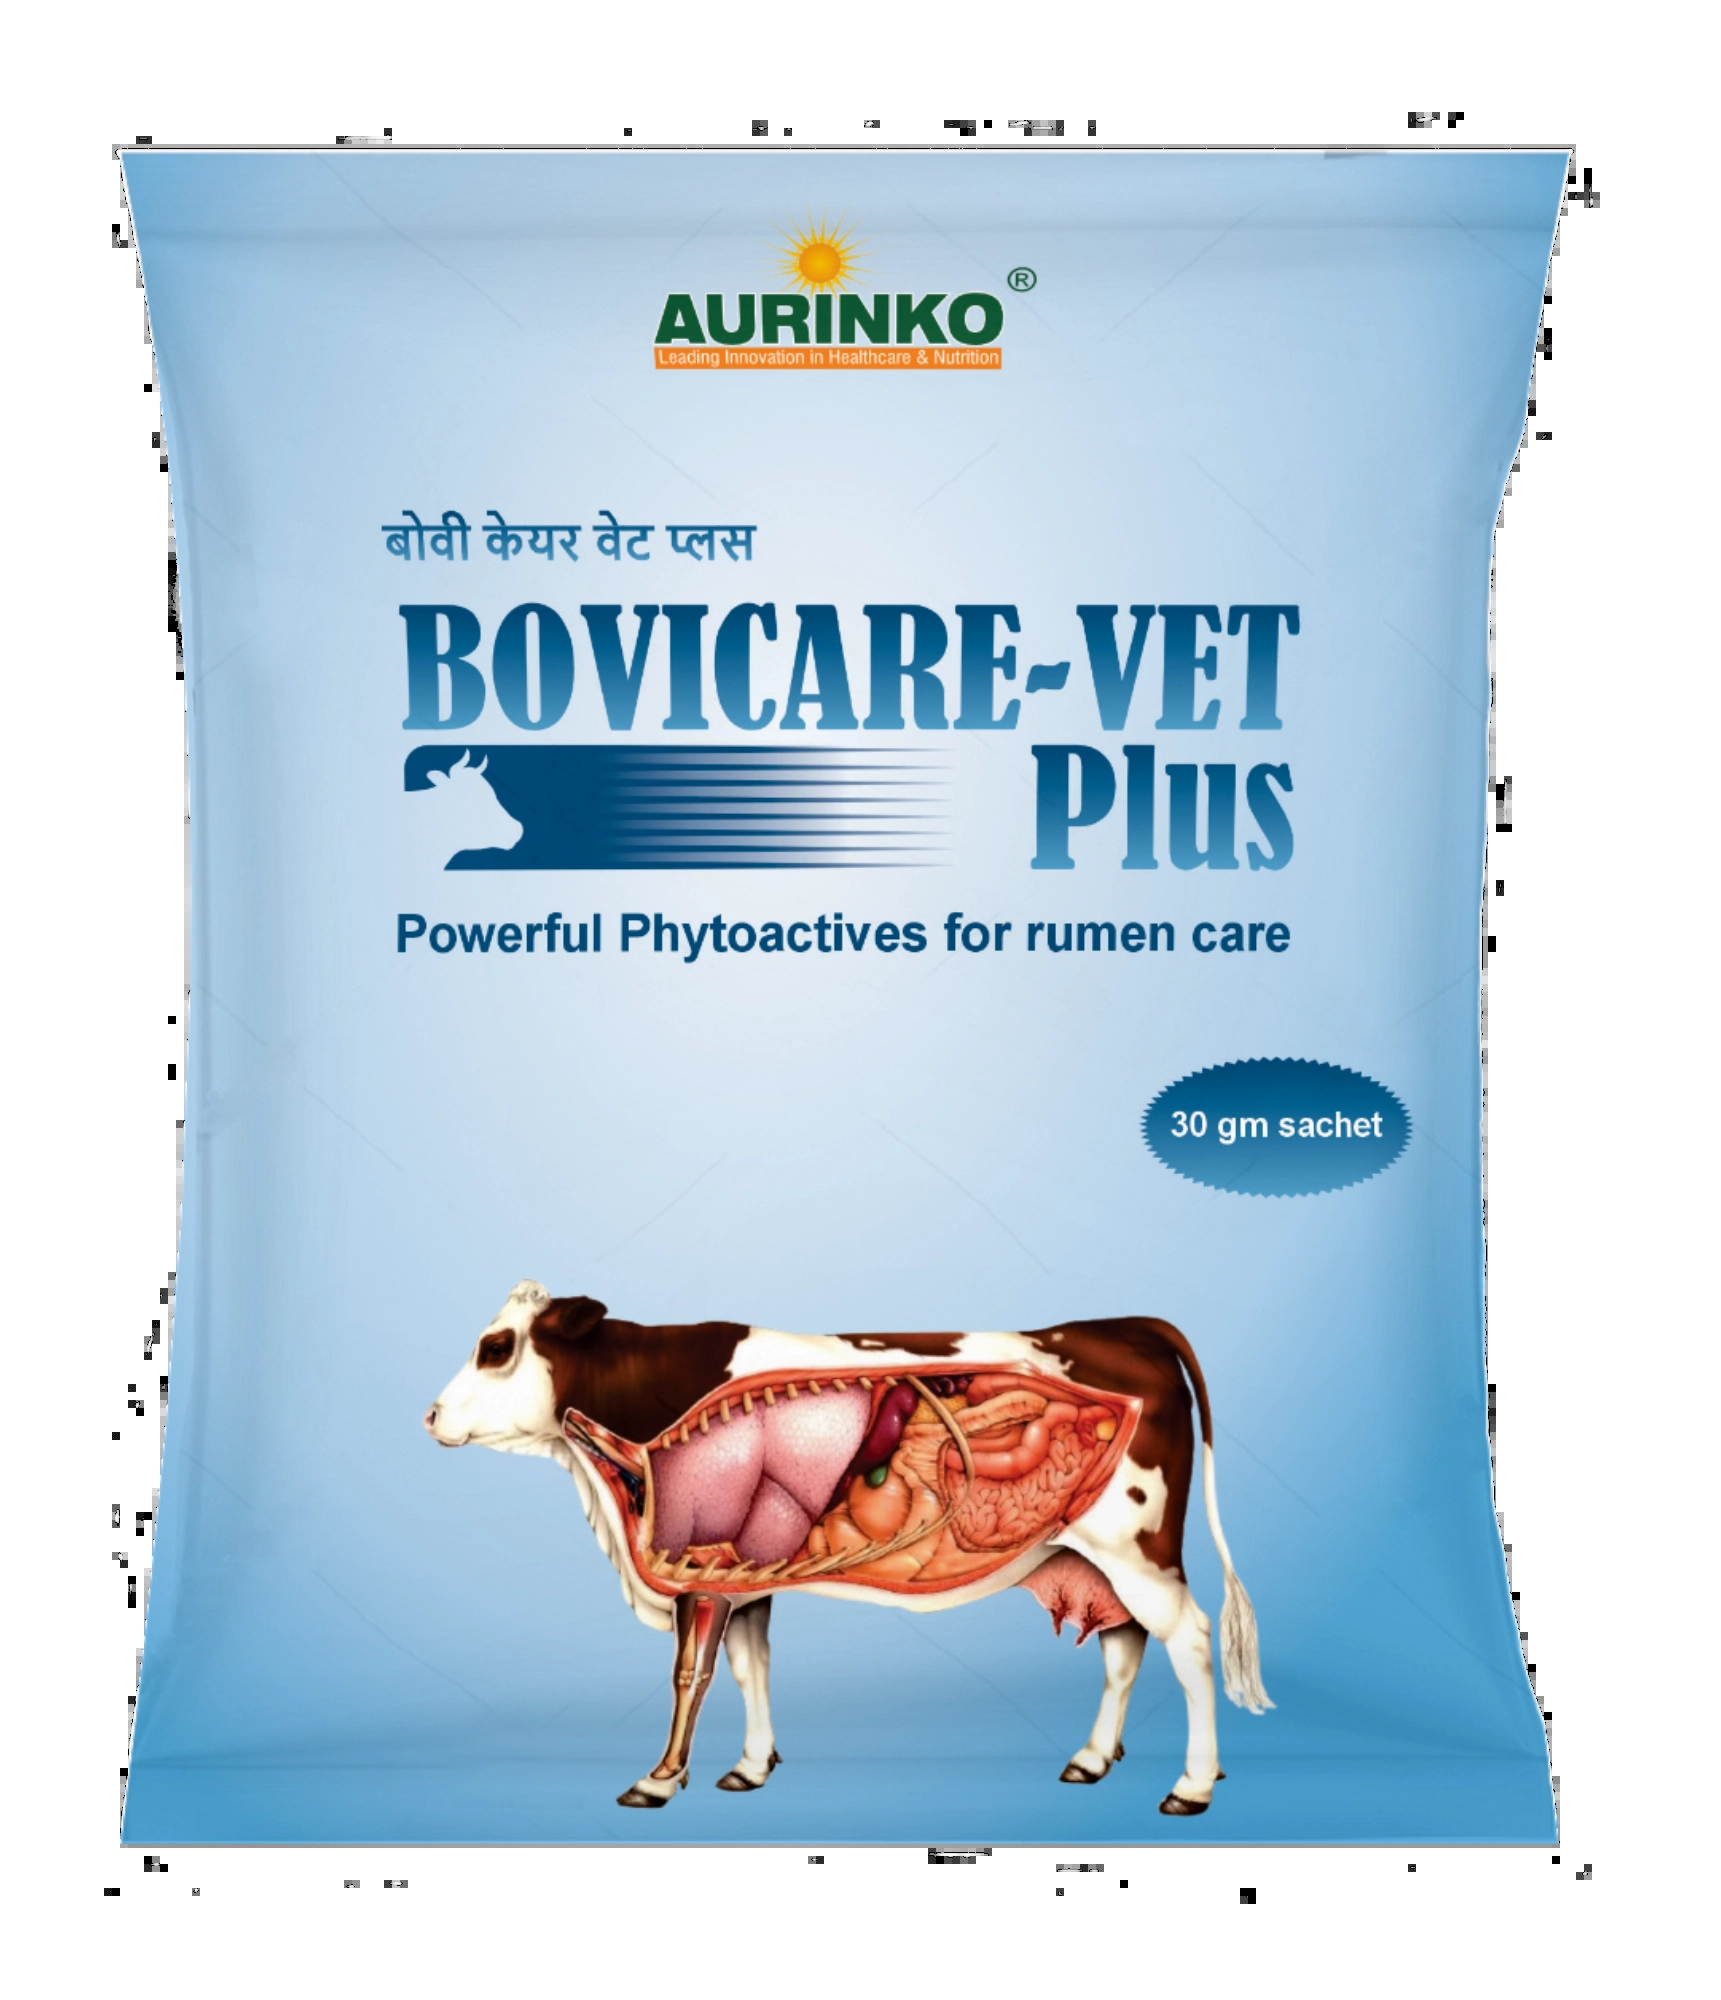 AURINKO®
Leading Innovation in Healthcare & Nutrition
बोवी केयर वेट प्लस
BOVICARE-VET
Plus
Powerful Phytoactives for rumen care
30 gm sachet